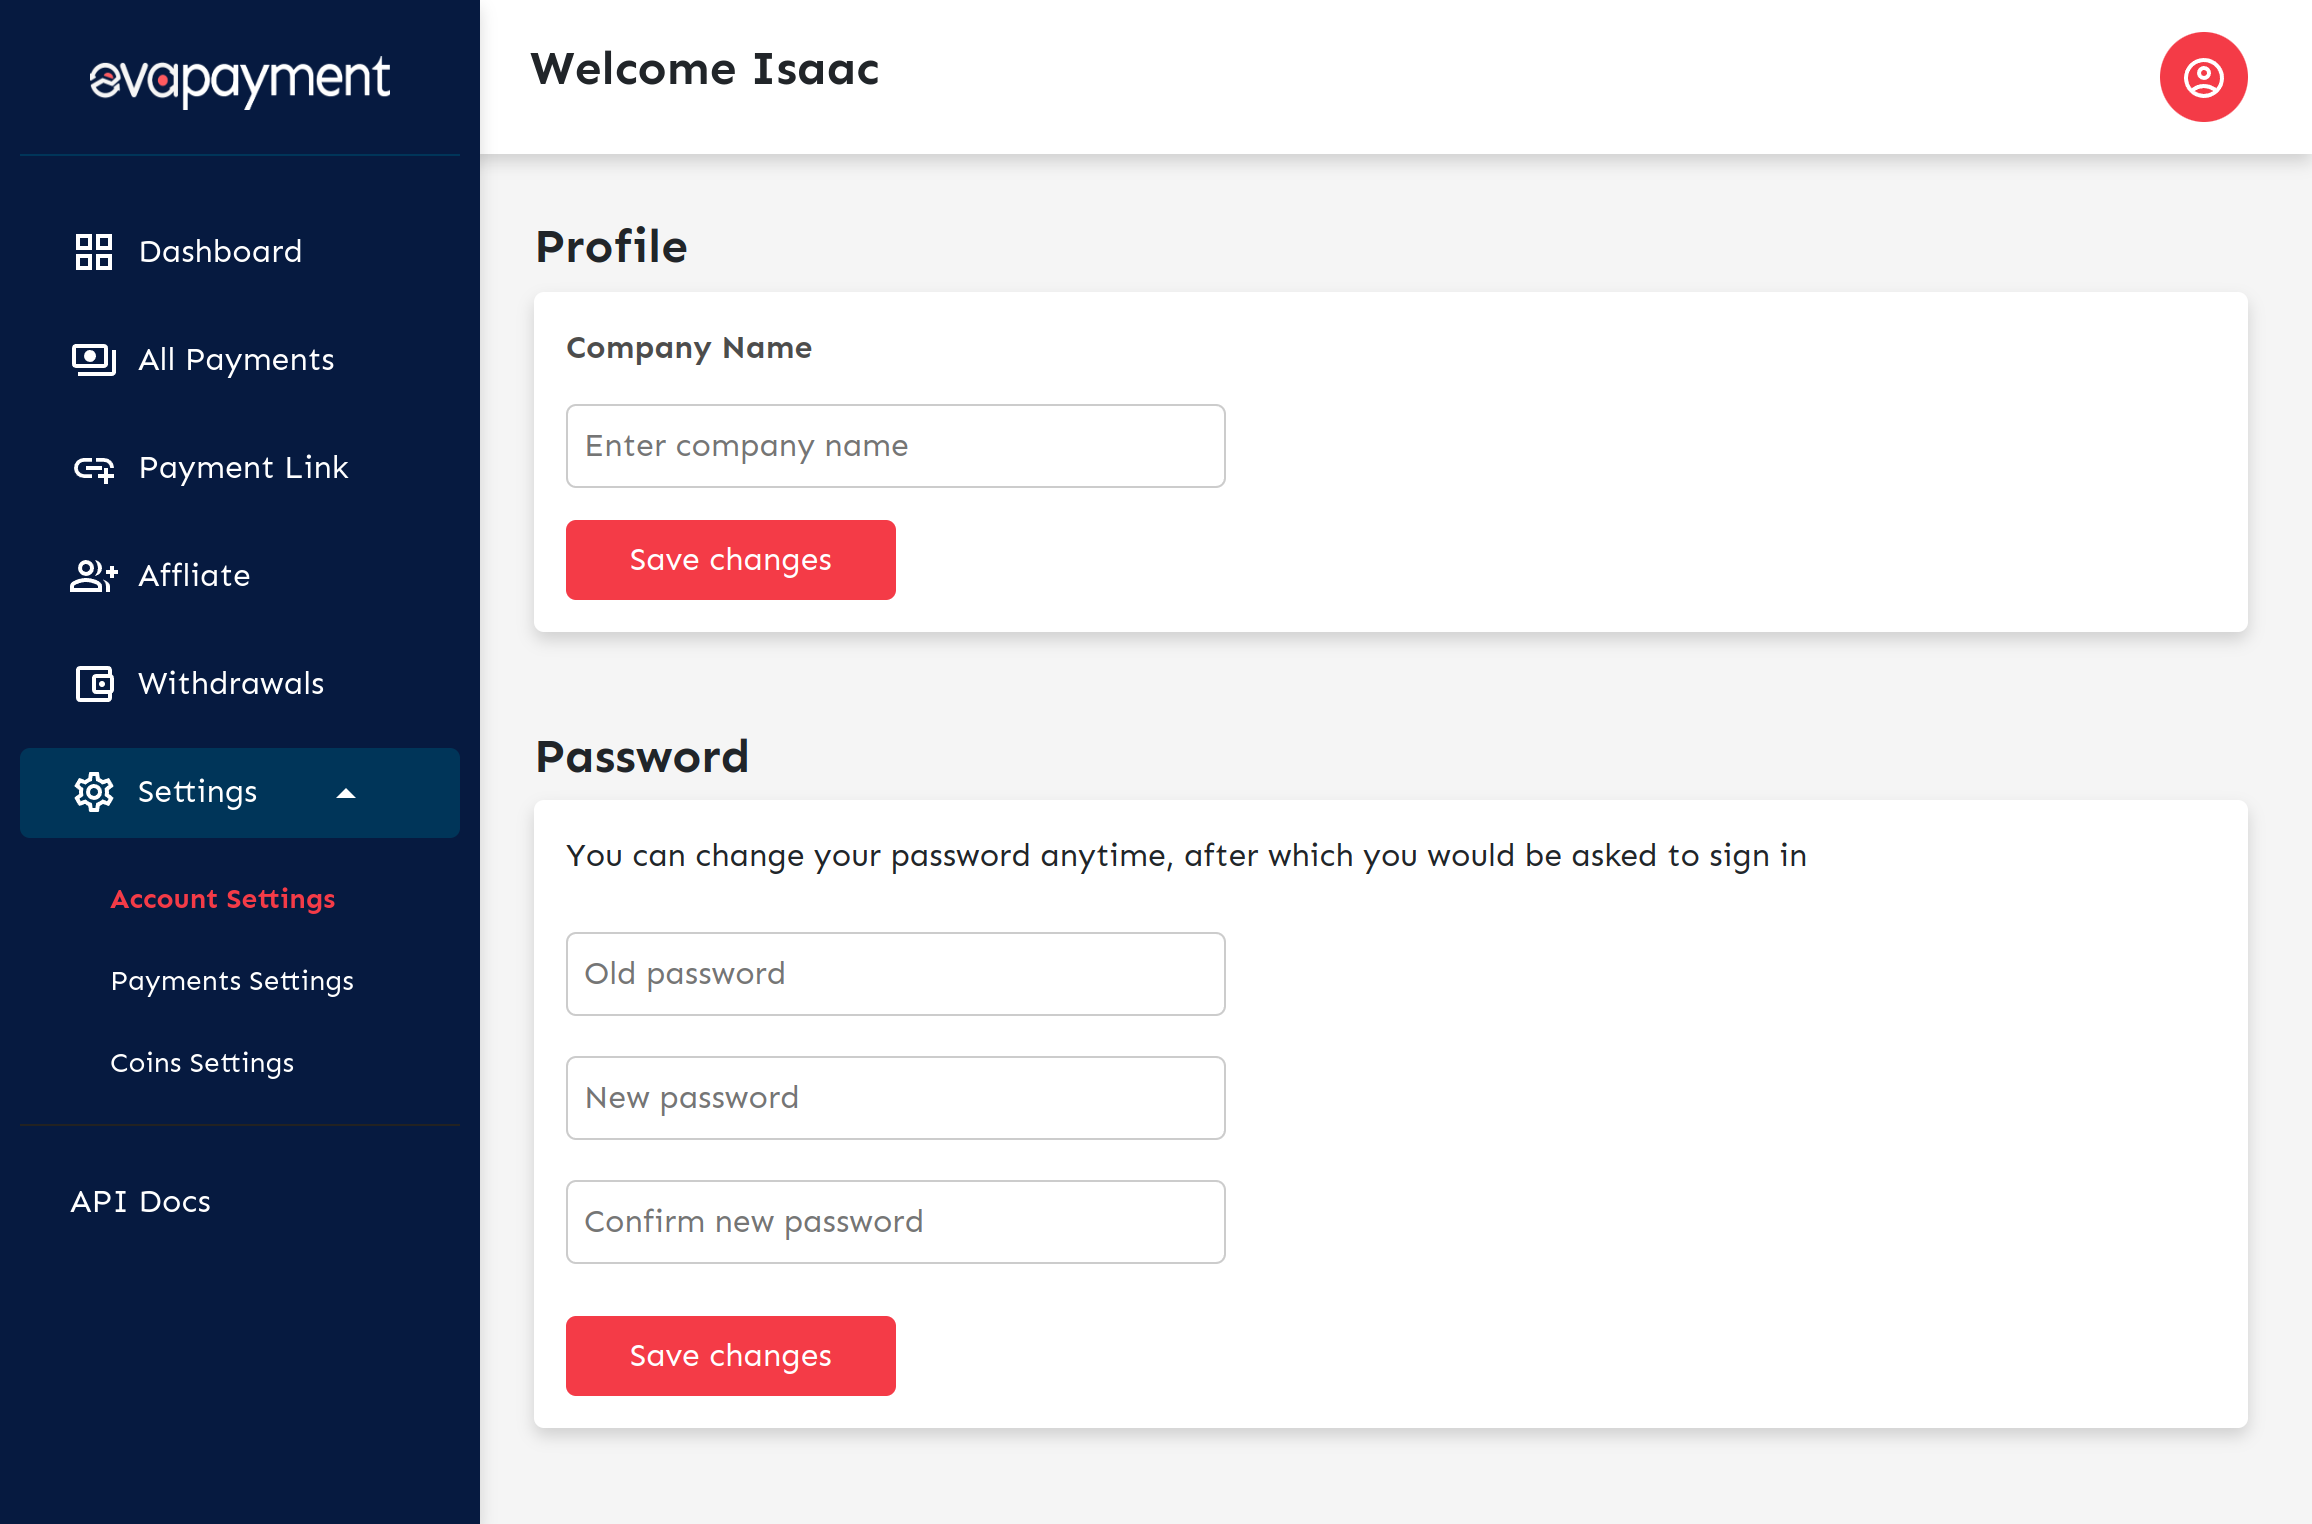 evapayment
Welcome Isaac
Dashboard
All Payments
Payment Link
Affliate
Withdrawals
Settings
Account Settings
Payments Settings
Coins Settings
API Docs
Profile
Company Name
Enter company name
Save changes
Password
You can change your password anytime, after which you would be asked to sign in
Old password
New password
Confirm new password
Save changes